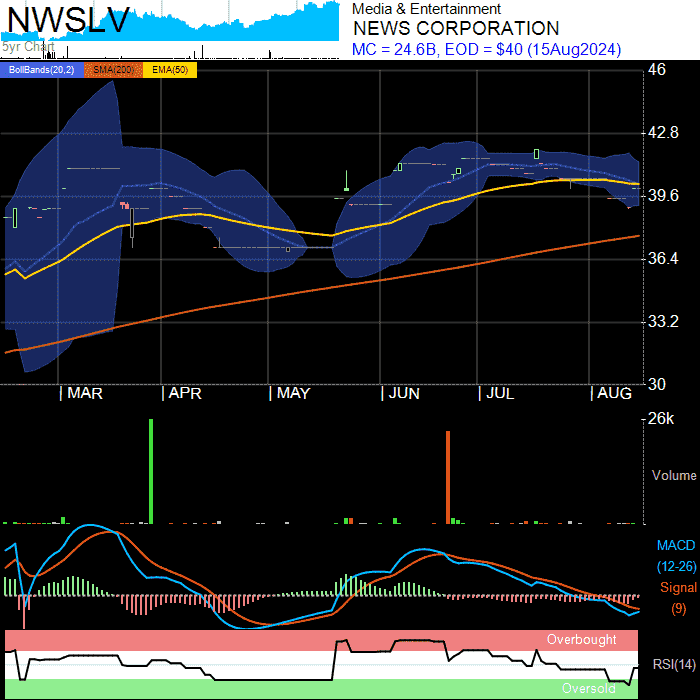 NWSLV
5yr Chart
Media & Entertainment
NEWS CORPORATION
MC = 24.6B, EOD = $40 (15Aug2024)
BollBands(20,2) SMA(200) EMA(50)
46
42.8
39.6
36.4
33.2
30
MAR APR MAY JUN JUL AUG
26k
Volume
MACD
(12-26)
Signal
(9)
Overbought
RSI(14)
Oversold